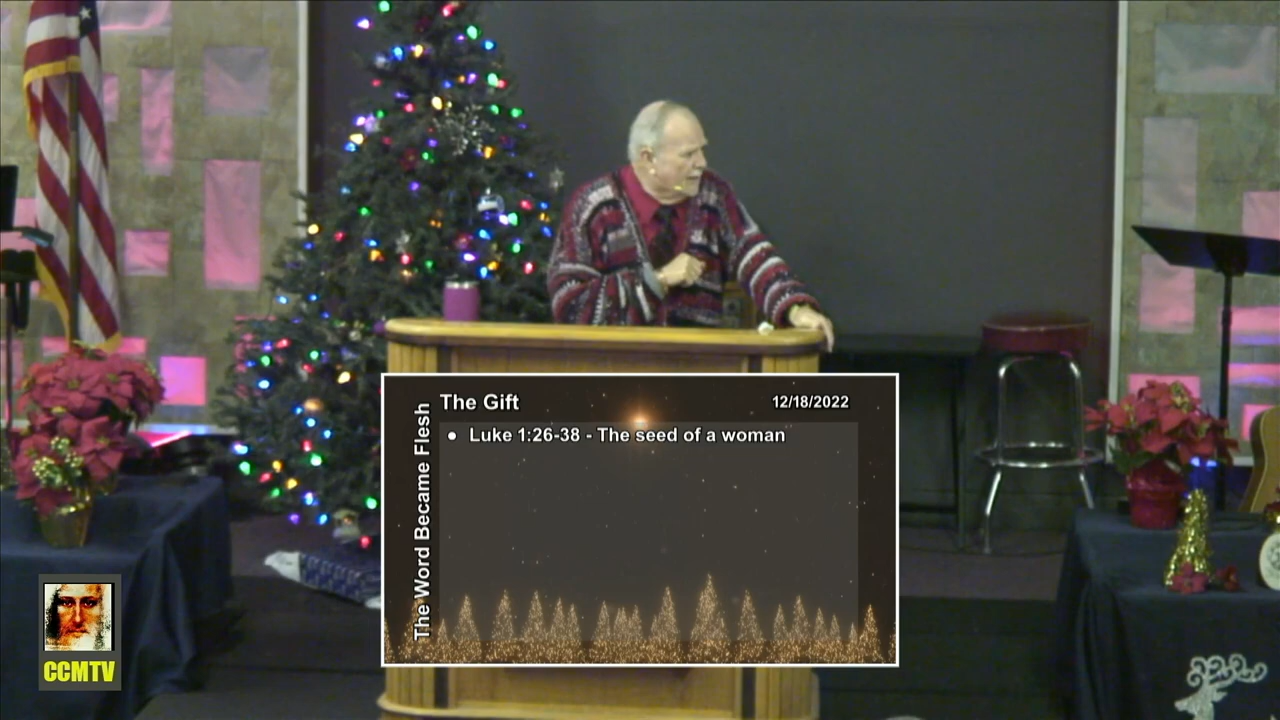 The Gift
12/18/2022
The Word Became Flesh
• Luke 1:26-38 - The seed of a woman
CCMTV